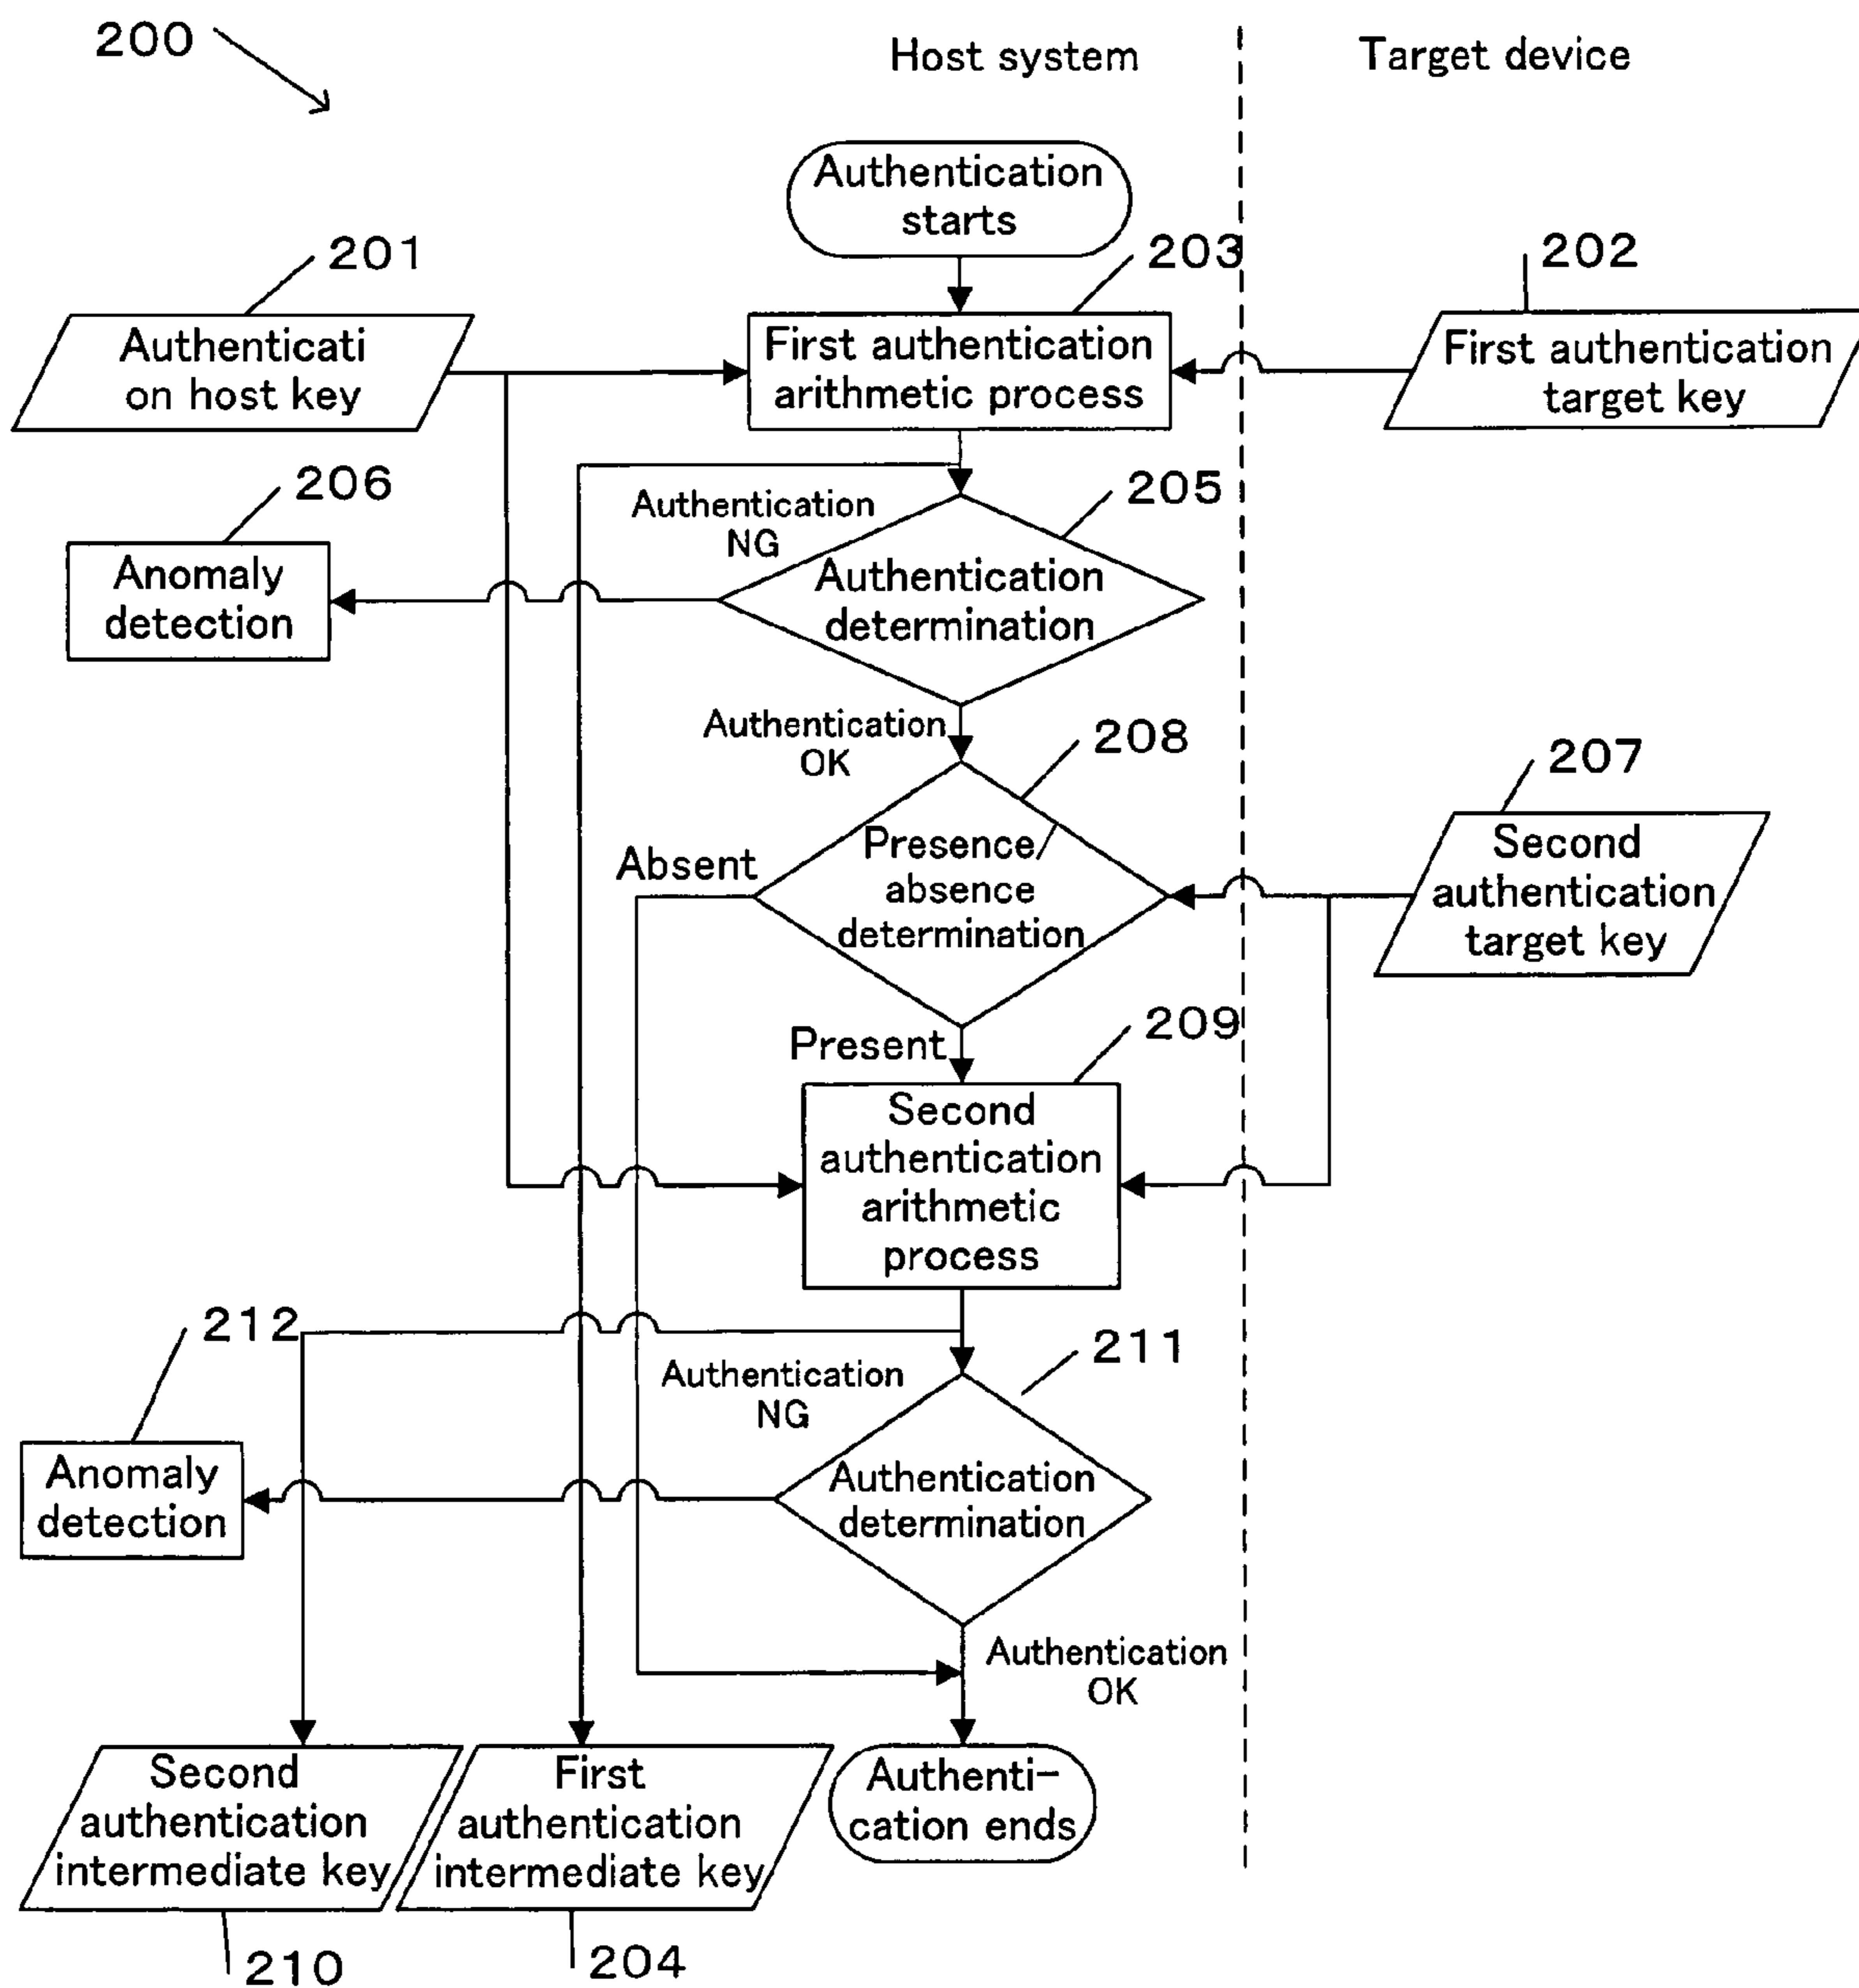 200
Host system
Target device
Authentication
starts
201
203
202
Authenticati
on host key
First authentication
arithmetic process
First authentication
target key
206
Authentication
NG
205
Anomaly
detection
Authentication
determination
Authentication
OK
208
207
Absent
Presence/
absence
determination
Second
authentication
target key
Present
209
Second
authentication
arithmetic
process
212
Authentication
NG
211
Anomaly
detection
Authentication
determination
Authentication
OK
Second
authentication
intermediate key
First
authentication
intermediate key
Authenti-
cation ends
210
204